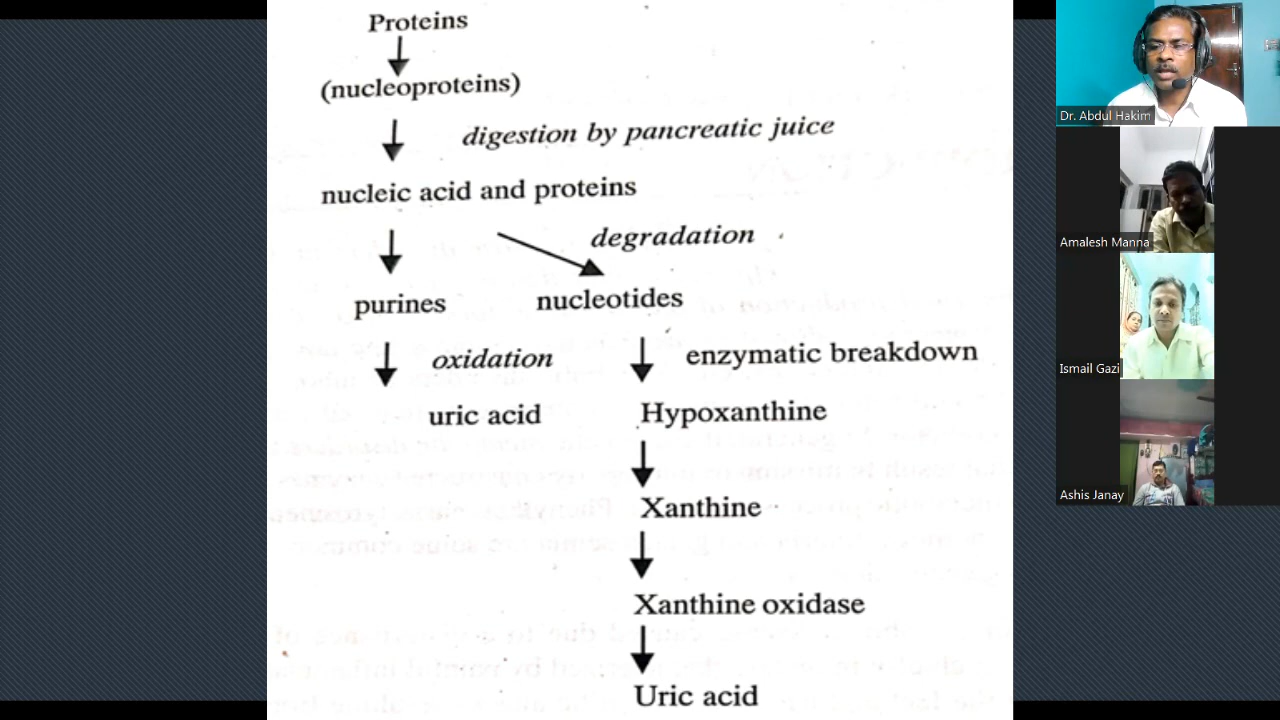 Proteins
(nucleoproteins)
digestion by pancreatic juice
nucleic acid and proteins
degradation
purines nucleotides
oxidation enzymatic breakdown
uric acid Hypoxanthine
Xanthine
Xanthine oxidase
Uric acid
Dr. Abdul Hakim
Amalesh Manna
Ismail Gazi
Ashis Janay